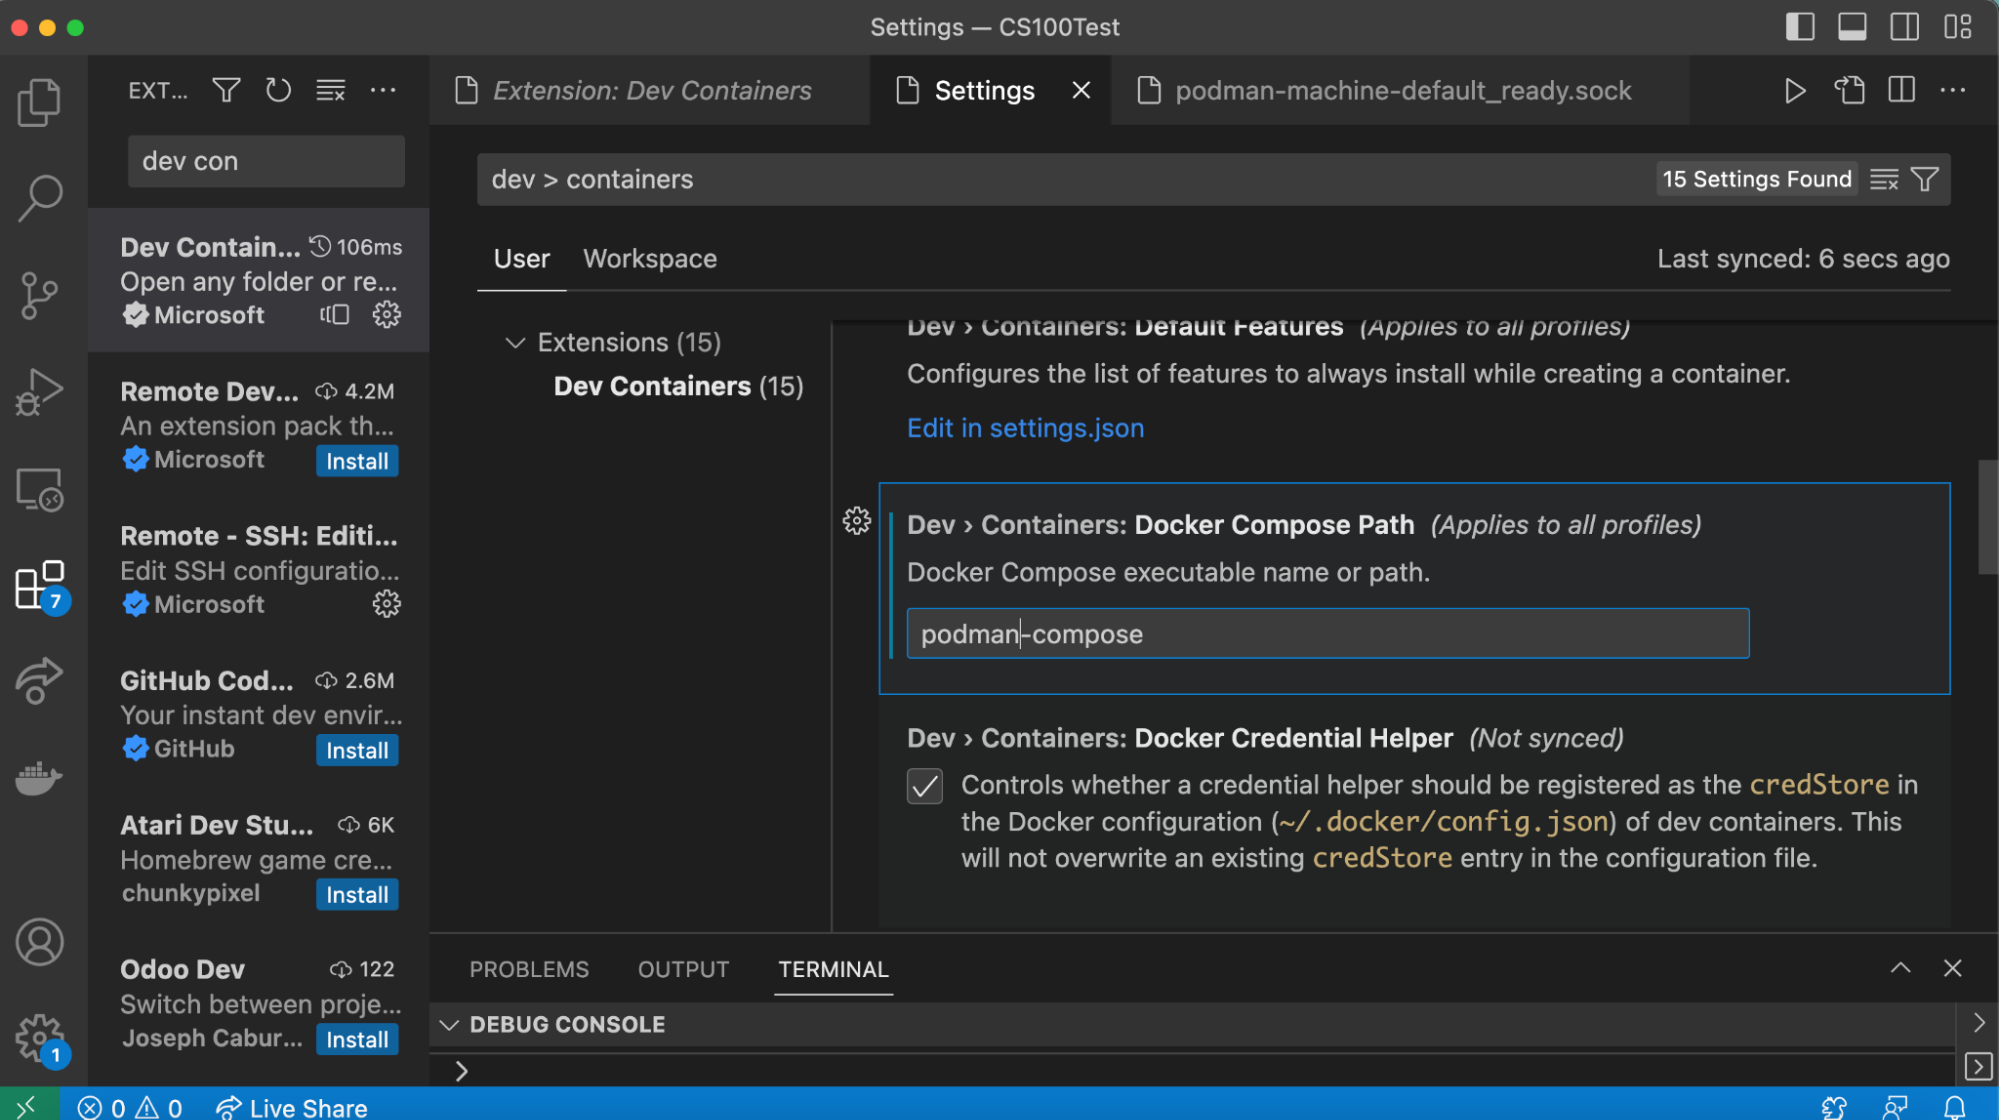 Settings — CS100Test
EXT...
Extension: Dev Containers
Settings
podman-machine-default_ready.sock
dev con
dev > containers
15 Settings Found
User
Workspace
Last synced: 6 secs ago
Dev Contain...
106ms
Open any folder or re...
Microsoft
Remote Dev...
4.2M
An extension pack th...
Microsoft
Install
Remote - SSH: Editi...
Edit SSH configuratio...
Microsoft
GitHub Cod...
2.6M
Your instant dev envir...
GitHub
Install
Atari Dev Stu...
6K
Homebrew game cre...
chunkypixel
Install
Odoo Dev
122
Switch between proje...
Joseph Cabur...
Install
7
1
Extensions (15)
Dev Containers (15)
Dev › Containers: Default Features (Applies to all profiles)
Configures the list of features to always install while creating a container.
Edit in settings.json
Dev › Containers: Docker Compose Path (Applies to all profiles)
Docker Compose executable name or path.
podman-compose
Dev › Containers: Docker Credential Helper (Not synced)
Controls whether a credential helper should be registered as the credStore in
the Docker configuration (~/.docker/config.json) of dev containers. This
will not overwrite an existing credStore entry in the configuration file.
PROBLEMS
OUTPUT
TERMINAL
DEBUG CONSOLE
0
0
Live Share